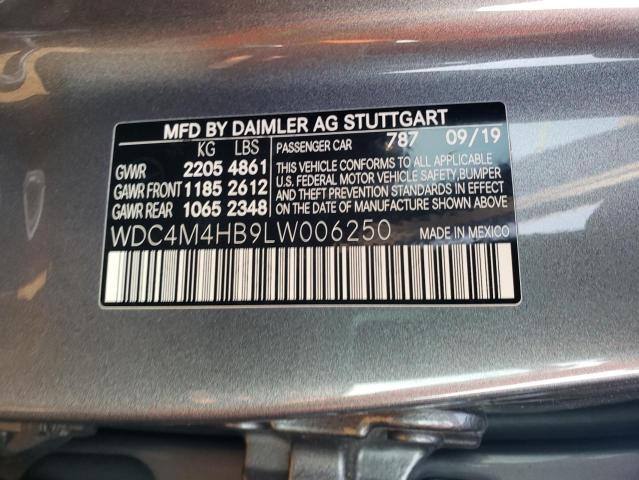 MFD BY DAIMLER AG STUTTGART
KG LBS PASSENGER CAR 787 09/19
GVWR 2205 4861
GAWR FRONT 1185 2612
GAWR REAR 1065 2348
THIS VEHICLE CONFORMS TO ALL APPLICABLE
U.S. FEDERAL MOTOR VEHICLE SAFETY, BUMPER
AND THEFT PREVENTION STANDARDS IN EFFECT
ON THE DATE OF MANUFACTURE SHOWN ABOVE
WDC4M4HB9LW006250 MADE IN MEXICO